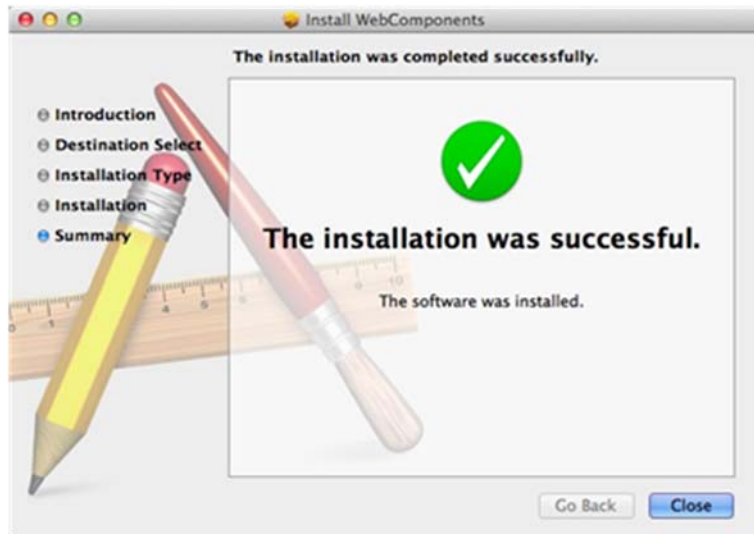 Install WebComponents
The installation was completed successfully.
Introduction
Destination Select
Installation Type
Installation
Summary
The installation was successful.
The software was installed.
Go Back
Close